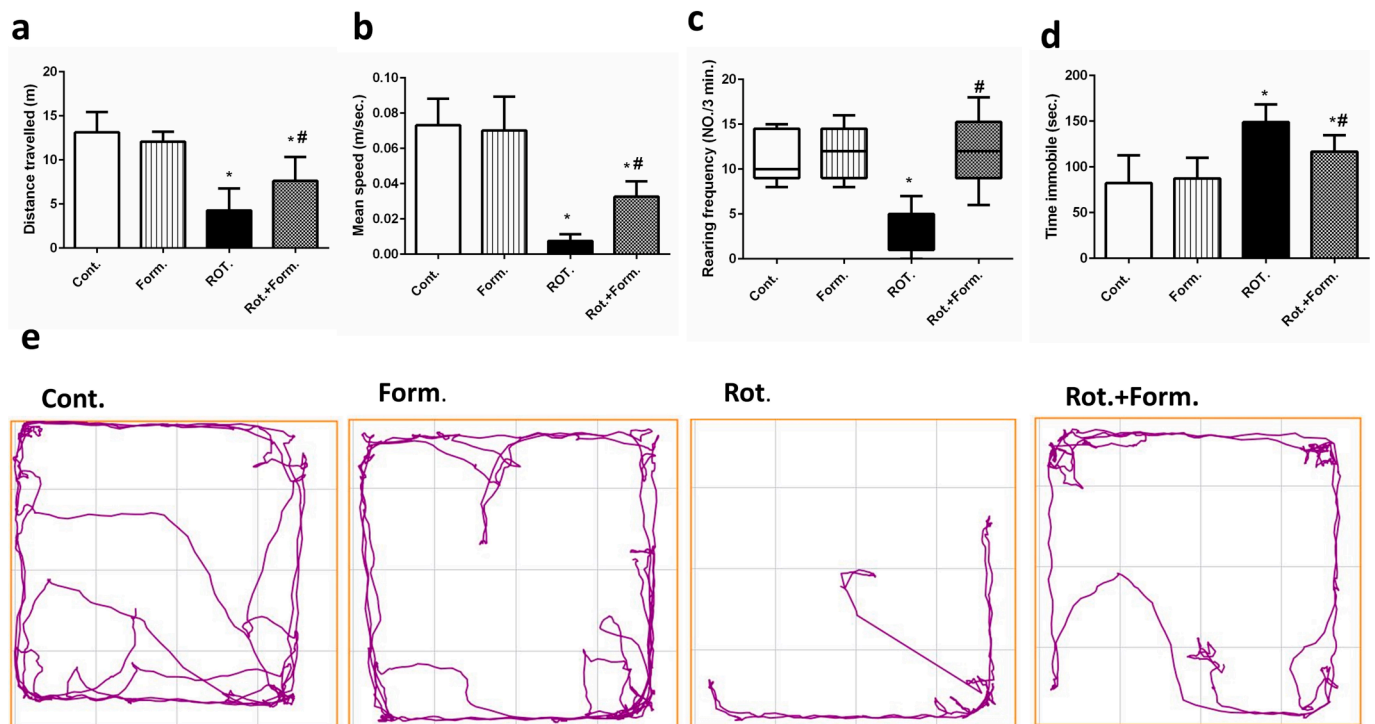 a
Distance travelled (m)
20
15
10
5
0
*
* #
Cont.
Form.
ROT.
Rot.+Form.
b
Mean speed (m/sec.)
0.10
0.08
0.06
0.04
0.02
0.00
*
* #
Cont.
Form.
ROT.
Rot.+Form.
c
Rearing frequency (NO./3 min.)
20
15
10
5
0
*
#
Cont.
Form.
ROT.
Rot.+Form.
d
Time immobile (sec.)
200
150
100
50
0
*
* #
Cont.
Form.
ROT.
Rot.+Form.
e
Cont.
Form.
Rot.
Rot.+Form.